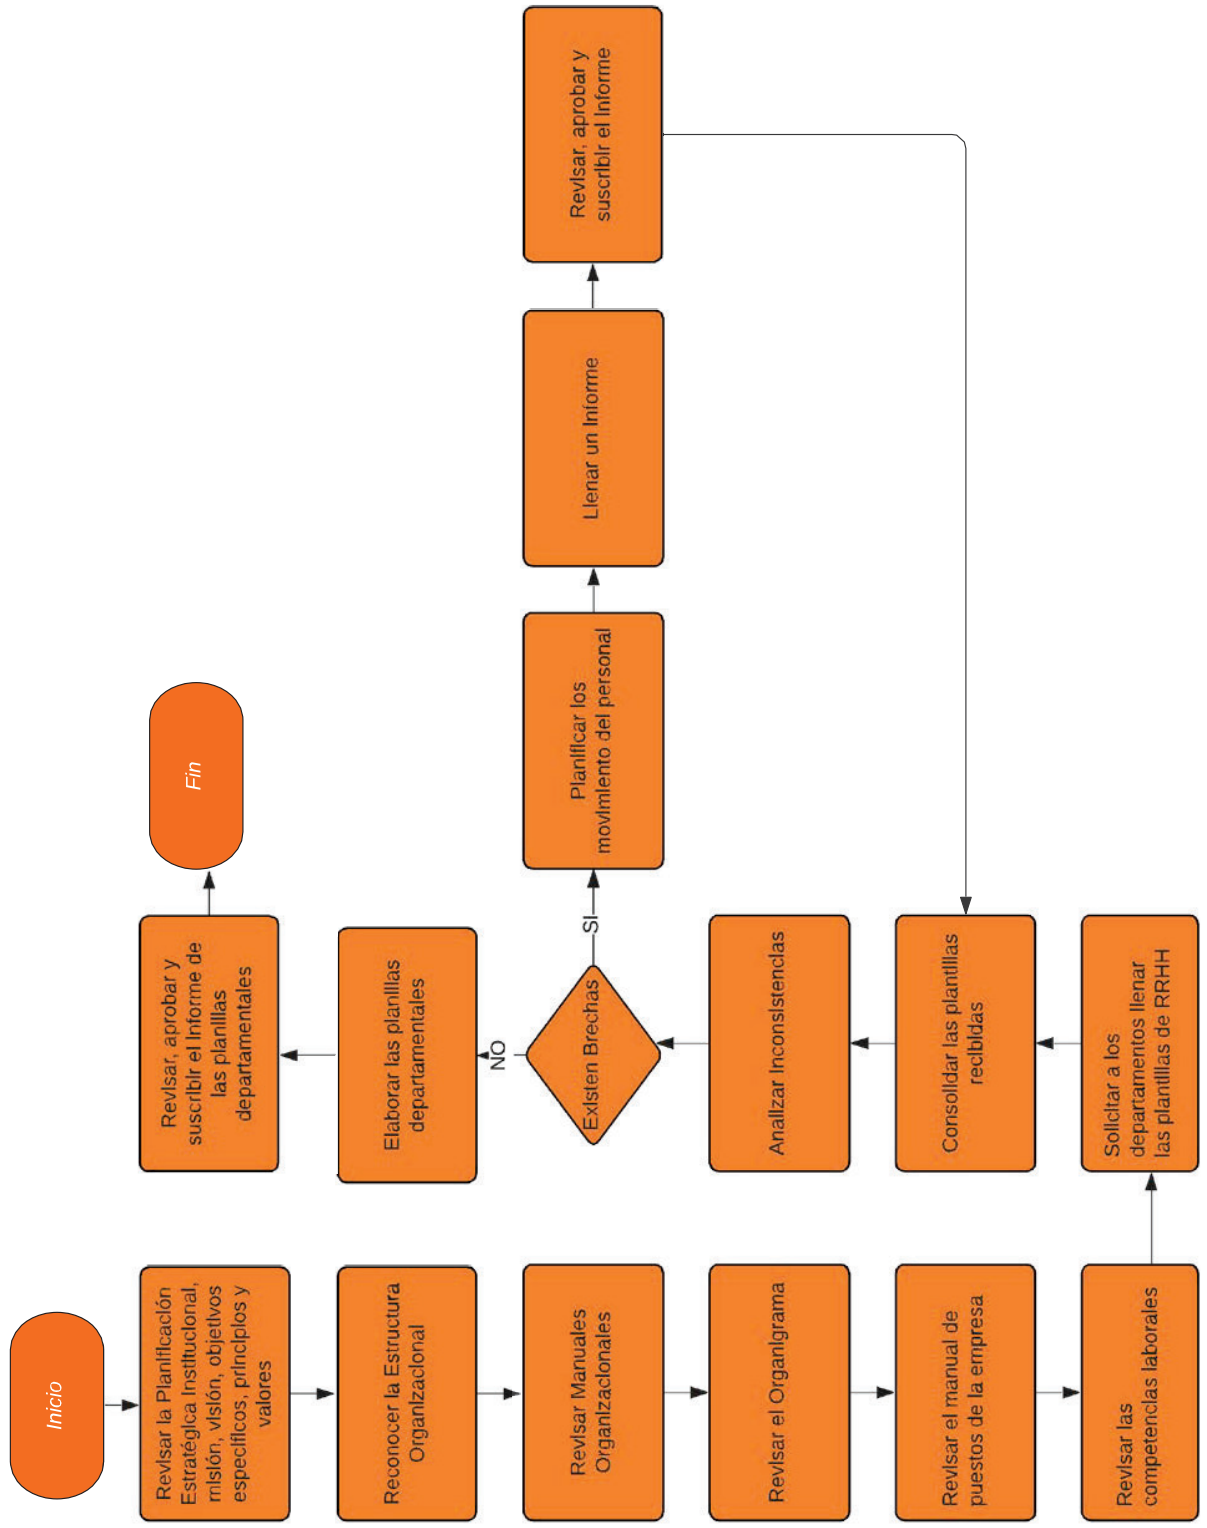 Inicio
Revisar la Planificación
Estratégica Institucional,
misión, visión, objetivos
específicos, principios y
valores
Reconocer la Estructura
Organizacional
Revisar Manuales
Organizacionales
Revisar el Organigrama
Revisar el manual de
puestos de la empresa
Revisar las
competencias laborales
Solicitar a los
departamentos llenar
las plantillas de RRHH
Consolidar las plantillas
recibidas
Analizar Inconsistencias
Existen Brechas
SI
Planificar los
movimiento del personal
Llenar un Informe
Revisar, aprobar y
suscribir el Informe
NO
Elaborar las planillas
departamentales
Revisar, aprobar y
suscribir el Informe de
las planillas
departamentales
Fin